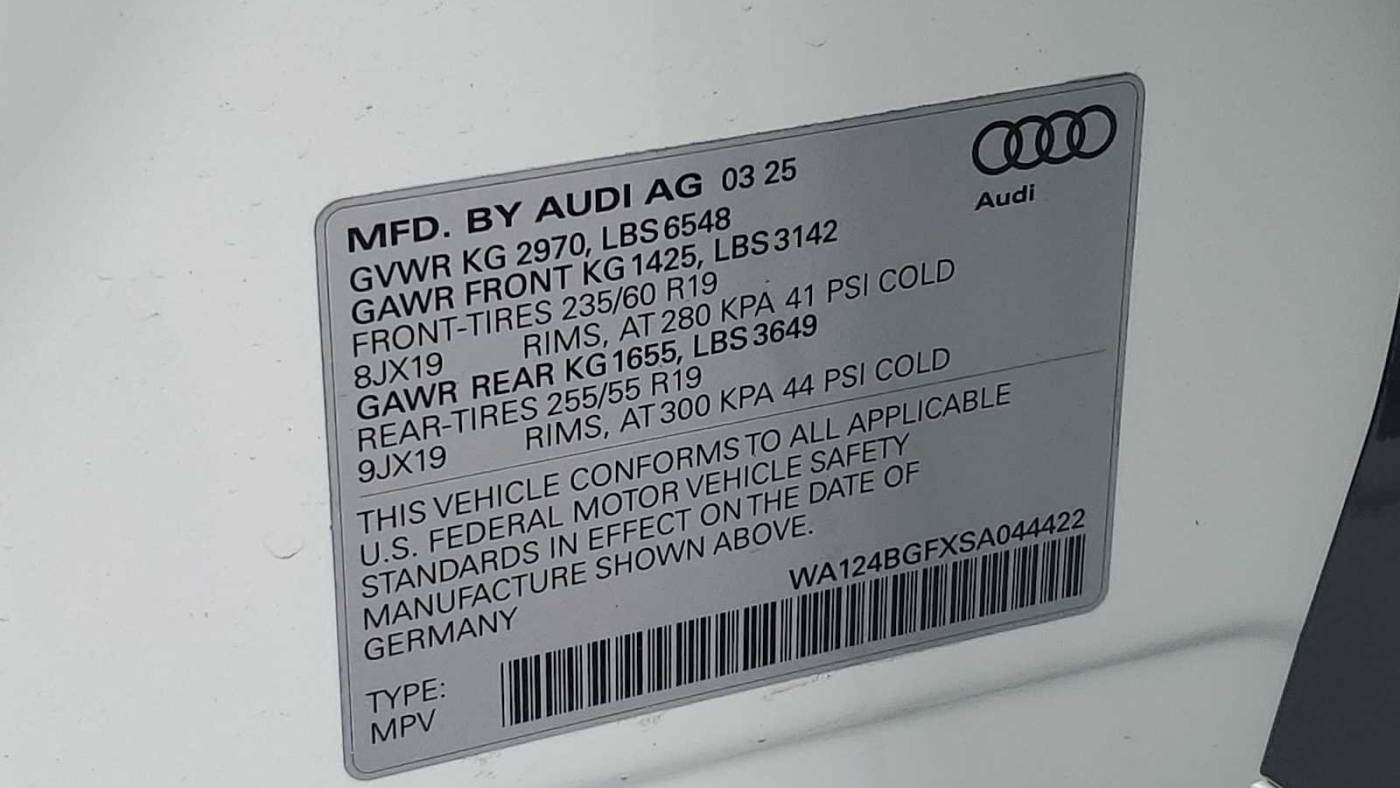 MFD. BY AUDI AG 03 25
Audi
GVWR KG 2970, LBS 6548
GAWR FRONT KG 1425, LBS 3142
FRONT-TIRES 235/60 R19
8JX19 RIMS, AT 280 KPA 41 PSI COLD
GAWR REAR KG 1655, LBS 3649
REAR-TIRES 255/55 R19
9JX19 RIMS, AT 300 KPA 44 PSI COLD
THIS VEHICLE CONFORMS TO ALL APPLICABLE
U.S. FEDERAL MOTOR VEHICLE SAFETY
STANDARDS IN EFFECT ON THE DATE OF
MANUFACTURE SHOWN ABOVE.
GERMANY
WA124BGFXSA044422
TYPE:
MPV